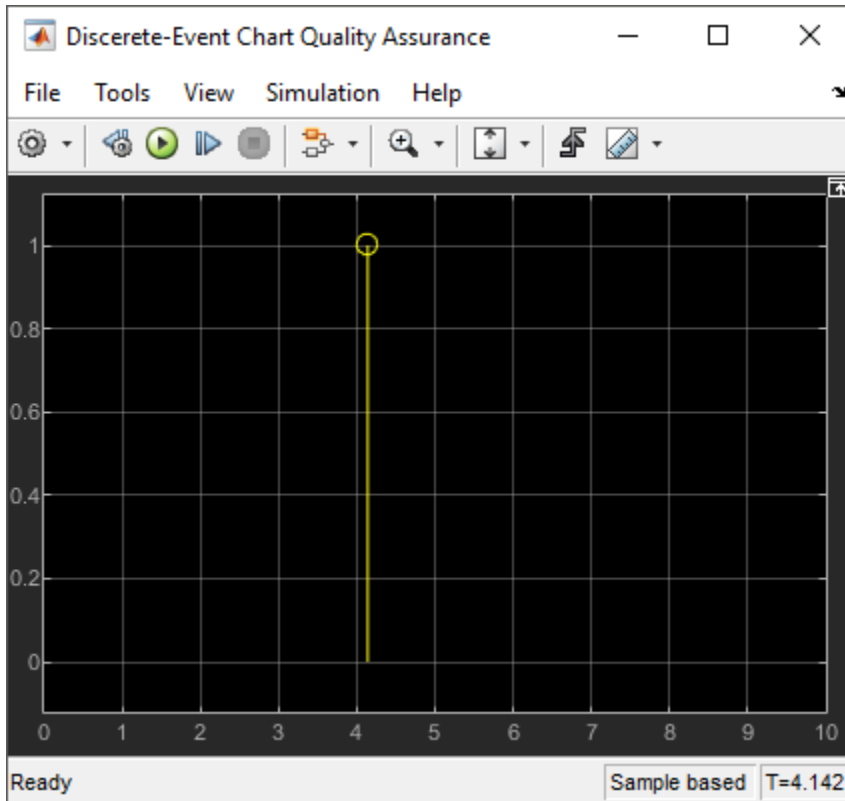 Discerete-Event Chart Quality Assurance
File Tools View Simulation Help
1
0.8
0.6
0.4
0.2
0
0 1 2 3 4 5 6 7 8 9 10
Ready Sample based T=4.142